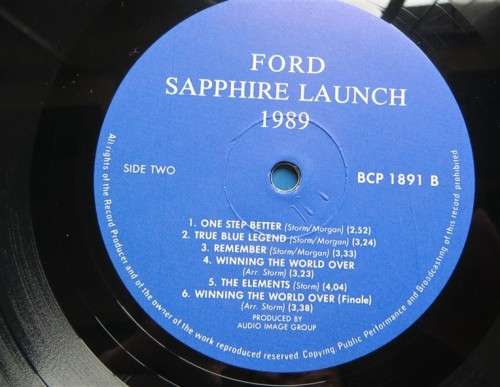 FORD
SAPPHIRE LAUNCH
1989
SIDE TWO
BCP 1891 B
1. ONE STEP BETTER (Storm/Morgan) (2,52)
2. TRUE BLUE LEGEND (Storm/Morgan) (3,24)
3. REMEMBER (Storm/Morgan) (3,33)
4. WINNING THE WORLD OVER
(Arr. Storm) (3,23)
5. THE ELEMENTS (Storm) (4,04)
6. WINNING THE WORLD OVER (Finale)
(Arr. Storm) (3,38)
PRODUCED BY
AUDIO IMAGE GROUP
All rights of the Record Producer and of the owner of the work reproduced reserved. Copying, Public Performance and Broadcasting of this record prohibited.